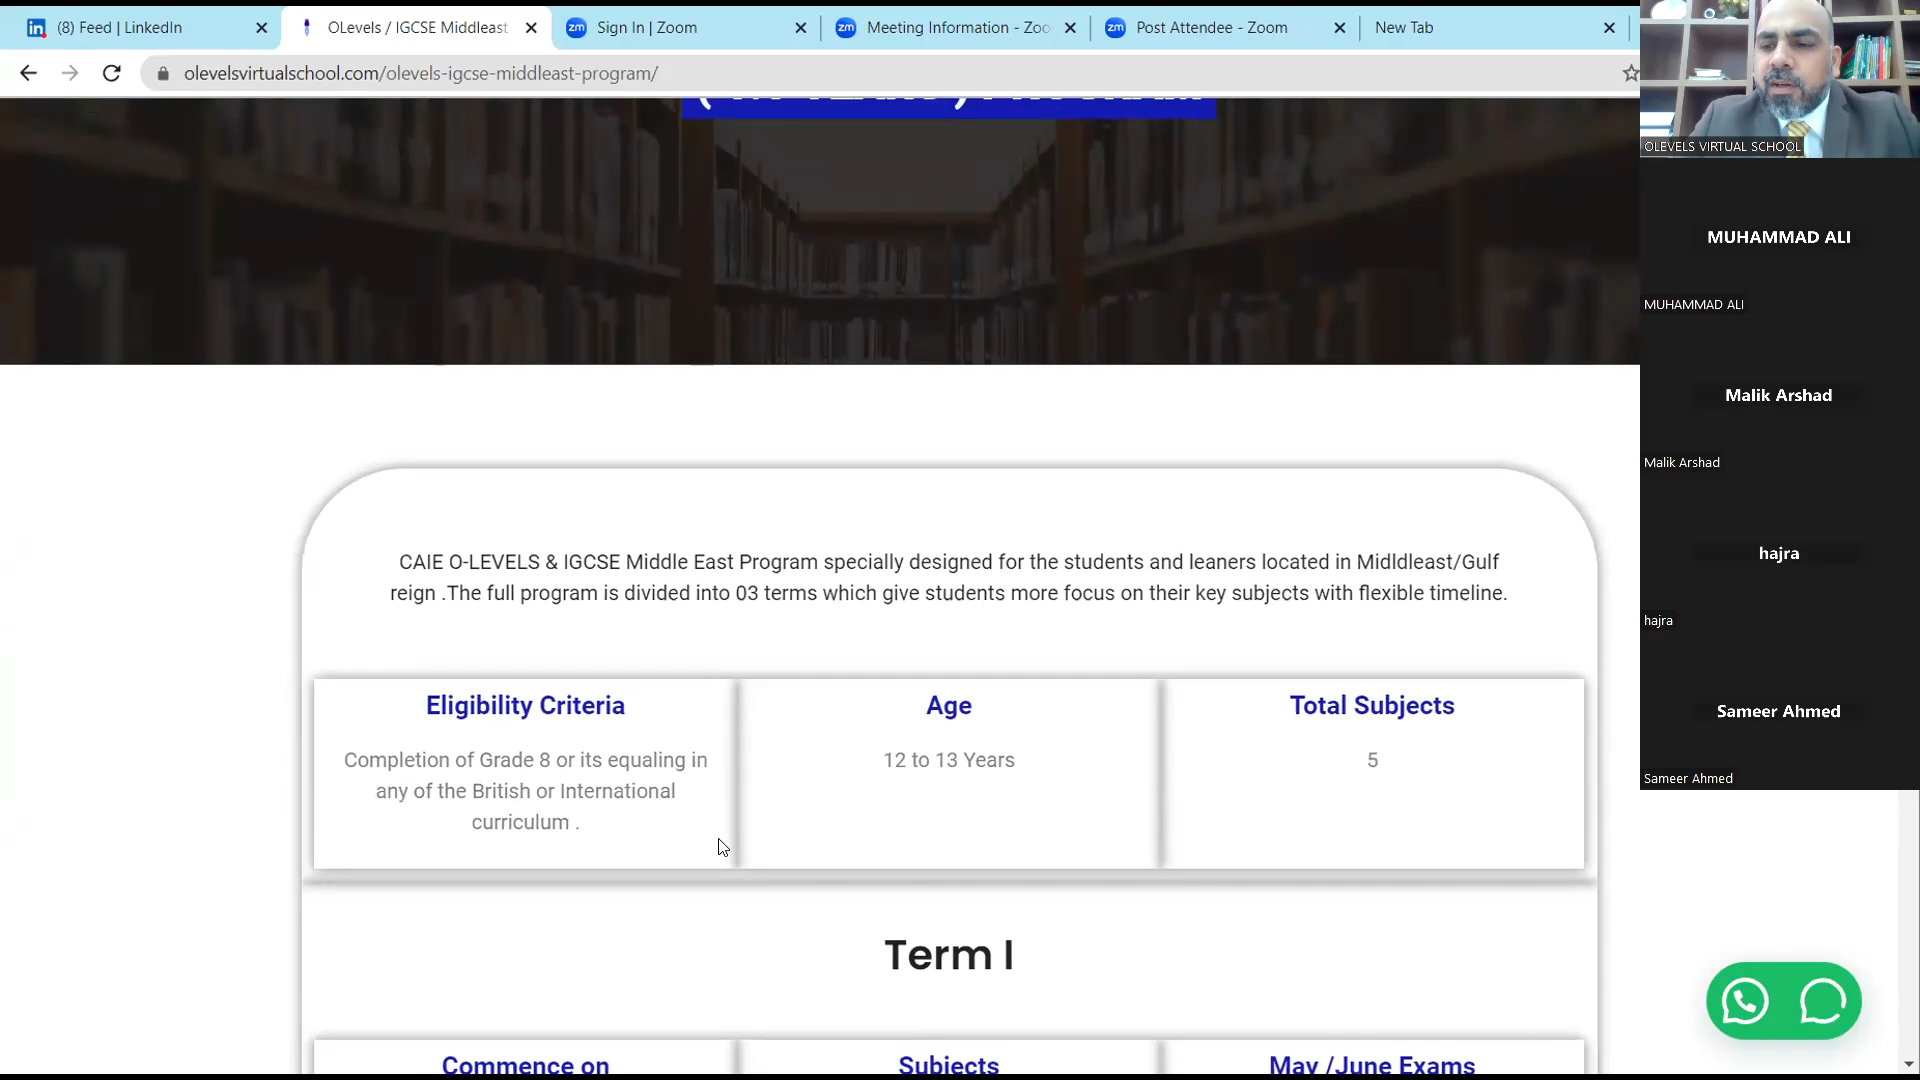 (8) Feed | LinkedIn
OLevels / IGCSE Middleast
Sign In | Zoom
Meeting Information - Zoo
Post Attendee - Zoom
New Tab
olevelsvirtualschool.com/olevels-igcse-middleast-program/
OLEVELS VIRTUAL SCHOOL
MUHAMMAD ALI
MUHAMMAD ALI
Malik Arshad
Malik Arshad
hajra
hajra
Sameer Ahmed
Sameer Ahmed
CAIE O-LEVELS & IGCSE Middle East Program specially designed for the students and leaners located in Midldleast/Gulf
reign .The full program is divided into 03 terms which give students more focus on their key subjects with flexible timeline.
Eligibility Criteria
Completion of Grade 8 or its equaling in
any of the British or International
curriculum .
Age
12 to 13 Years
Total Subjects
5
Term I
Commence on
Subjects
May /June Exams